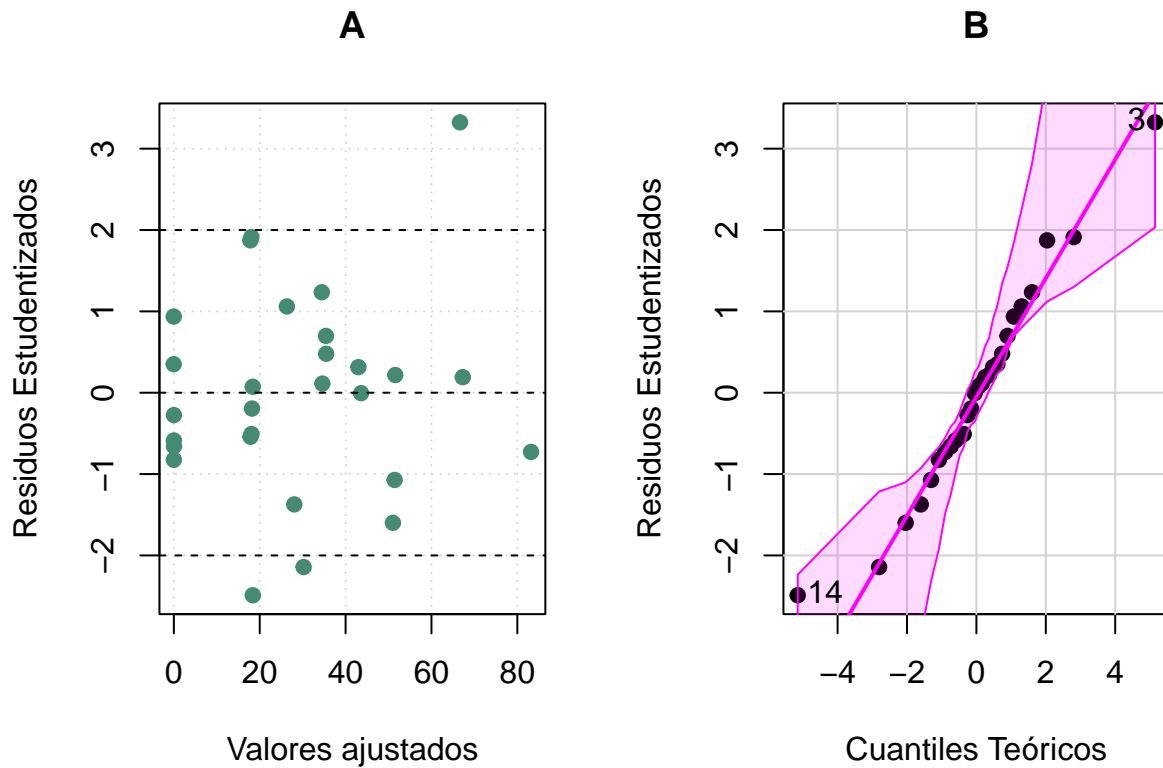 A
Residuos Estudentizados
3
2
1
0
−1
−2
0 20 40 60 80
Valores ajustados
B
Residuos Estudentizados
3
2
1
0
−1
−2
3
14
−4 −2 0 2 4
Cuantiles Teóricos